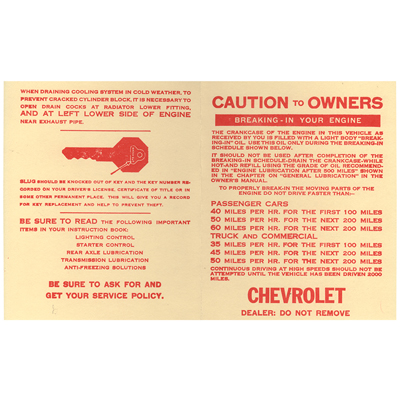 WHEN DRAINING COOLING SYSTEM IN COLD WEATHER, TO
PREVENT CRACKED CYLINDER BLOCK, IT IS NECESSARY TO
OPEN DRAIN COCKS AT RADIATOR LOWER FITTING,
AND AT LEFT LOWER SIDE OF ENGINE
NEAR EXHAUST PIPE.
SLUG SHOULD BE KNOCKED OUT OF KEY AND THE KEY NUMBER RE-
CORDED ON YOUR DRIVER'S LICENSE, CERTIFICATE OF TITLE OR IN
SOME OTHER PERMANENT PLACE. THIS WILL GIVE YOU A RECORD
FOR KEY REPLACEMENT AND HELP TO PREVENT THEFT.
BE SURE TO READ THE FOLLOWING IMPORTANT
ITEMS IN YOUR INSTRUCTION BOOK:
LIGHTING CONTROL
STARTER CONTROL
REAR AXLE LUBRICATION
TRANSMISSION LUBRICATION
ANTI-FREEZING SOLUTIONS
BE SURE TO ASK FOR AND
GET YOUR SERVICE POLICY.
CAUTION TO OWNERS
BREAKING-IN YOUR ENGINE
THE CRANKCASE OF THE ENGINE IN THIS VEHICLE AS
RECEIVED BY YOU IS FILLED WITH A LIGHT BODY "BREAK-
ING-IN" OIL. USE THIS OIL ONLY DURING THE BREAKING-IN
SCHEDULE SHOWN BELOW.
IT SHOULD NOT BE USED AFTER COMPLETION OF THE
BREAKING-IN SCHEDULE-DRAIN THE CRANKCASE-WHILE
HOT-AND REFILL USING THE GRADE OF OIL RECOMMEND-
ED IN "ENGINE LUBRICATION AFTER 500 MILES" SHOWN
IN THE CHAPTER ON "GENERAL LUBRICATION" IN THE
OWNER'S MANUAL.
TO PROPERLY BREAK-IN THE MOVING PARTS OF THE
ENGINE DO NOT DRIVE FASTER THAN:-
PASSENGER CARS
40 MILES PER HR. FOR THE FIRST 100 MILES
50 MILES PER HR. FOR THE NEXT 200 MILES
60 MILES PER HR. FOR THE NEXT 200 MILES
TRUCK AND COMMERCIAL
35 MILES PER HR. FOR THE FIRST 100 MILES
45 MILES PER HR. FOR THE NEXT 200 MILES
50 MILES PER HR. FOR THE NEXT 200 MILES
CONTINUOUS DRIVING AT HIGH SPEEDS SHOULD NOT BE
ATTEMPTED UNTIL THE VEHICLE HAS BEEN DRIVEN 2000
MILES.
CHEVROLET
DEALER: DO NOT REMOVE